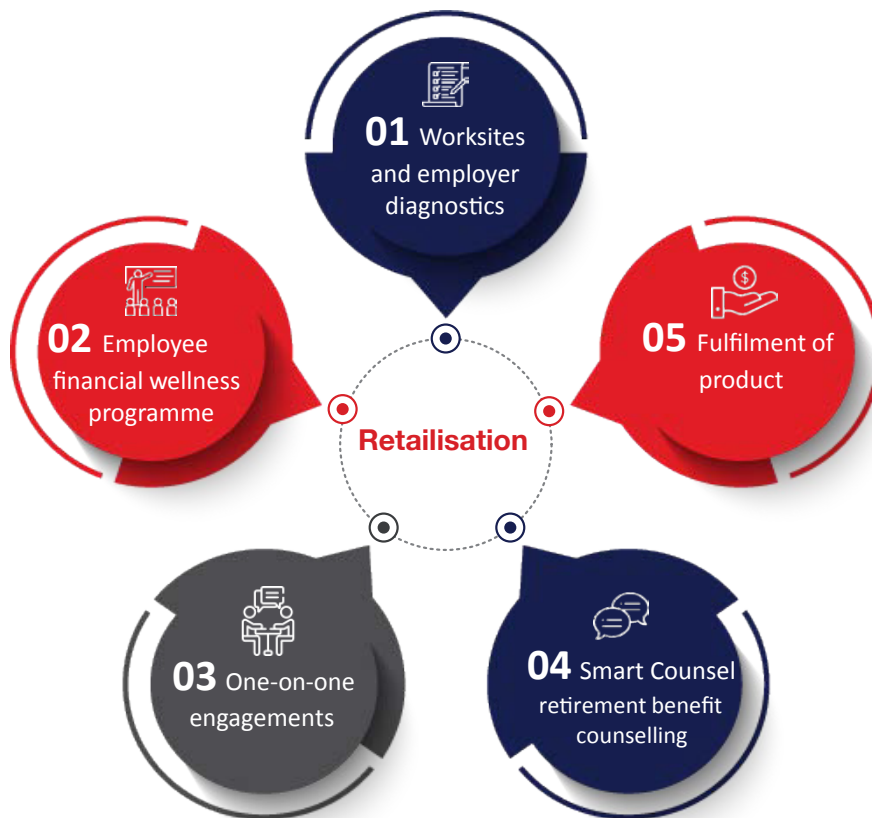 01 Worksites
and employer
diagnostics
02 Employee
financial wellness
programme
03 One-on-one
engagements
04 Smart Counsel
retirement benefit
counselling
05 Fulfilment of
product
Retailisation